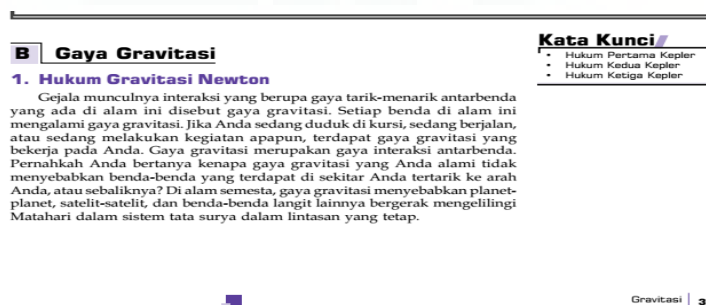 B Gaya Gravitasi
1. Hukum Gravitasi Newton
Gejala munculnya interaksi yang berupa gaya tarik-menarik antarbenda
yang ada di alam ini disebut gaya gravitasi. Setiap benda di alam ini
mengalami gaya gravitasi. Jika Anda sedang duduk di kursi, sedang berjalan,
atau sedang melakukan kegiatan apapun, terdapat gaya gravitasi yang
bekerja pada Anda. Gaya gravitasi merupakan gaya interaksi antarbenda.
Pernahkah Anda bertanya kenapa gaya gravitasi yang Anda alami tidak
menyebabkan benda-benda yang terdapat di sekitar Anda tertarik ke arah
Anda, atau sebaliknya? Di alam semesta, gaya gravitasi menyebabkan planet-
planet, satelit-satelit, dan benda-benda langit lainnya bergerak mengelilingi
Matahari dalam sistem tata surya dalam lintasan yang tetap.
Kata Kunci
• Hukum Pertama Kepler
• Hukum Kedua Kepler
• Hukum Ketiga Kepler
Gravitasi 3